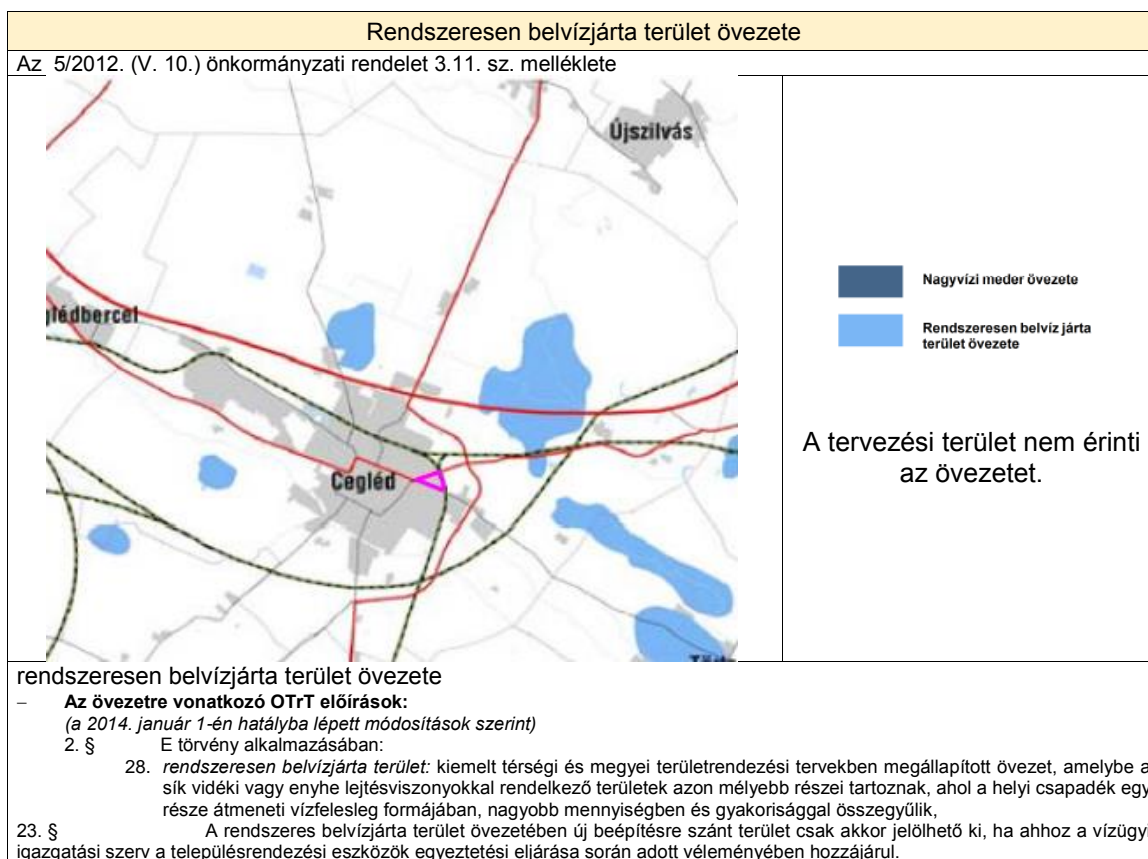 Rendszeresen belvízjárta terület övezete
Az 5/2012. (V. 10.) önkormányzati rendelet 3.11. sz. melléklete
Újszilvás
glédbercel
Cegléd
Nagyvízi meder övezete
Rendszeresen belvíz járta
terület övezete
A tervezési terület nem érinti
az övezetet.
rendszeresen belvízjárta terület övezete
– Az övezetre vonatkozó OTrT előírások:
(a 2014. január 1-én hatályba lépett módosítások szerint)
2. § E törvény alkalmazásában:
28. rendszeresen belvízjárta terület: kiemelt térségi és megyei területrendezési tervekben megállapított övezet, amelybe a
sík vidéki vagy enyhe lejtésviszonyokkal rendelkező területek azon mélyebb részei tartoznak, ahol a helyi csapadék egy
része átmeneti vízfelesleg formájában, nagyobb mennyiségben és gyakorisággal összegyűlik,
23. § A rendszeres belvízjárta terület övezetében új beépítésre szánt terület csak akkor jelölhető ki, ha ahhoz a vízügyi
igazgatási szerv a településrendezési eszközök egyeztetési eljárása során adott véleményében hozzájárul.